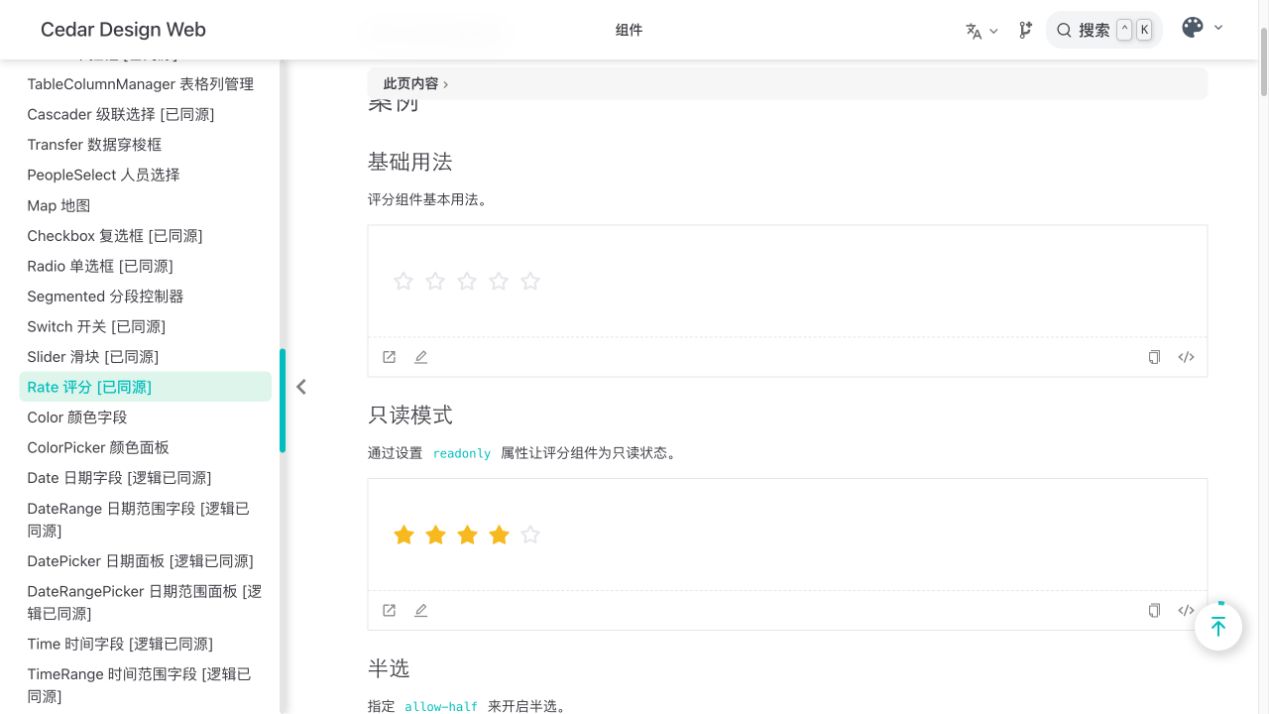 Cedar Design Web
组件
搜索 ^ K
TableColumnManager 表格列管理
Cascader 级联选择 [已同源]
Transfer 数据穿梭框
PeopleSelect 人员选择
Map 地图
Checkbox 复选框 [已同源]
Radio 单选框 [已同源]
Segmented 分段控制器
Switch 开关 [已同源]
Slider 滑块 [已同源]
Rate 评分 [已同源]
Color 颜色字段
ColorPicker 颜色面板
Date 日期字段 [逻辑已同源]
DateRange 日期范围字段 [逻辑已
同源]
DatePicker 日期面板 [逻辑已同源]
DateRangePicker 日期范围面板 [逻
辑已同源]
Time 时间字段 [逻辑已同源]
TimeRange 时间范围字段 [逻辑已
同源]
此页内容 ›
案例
基础用法
评分组件基本用法。
只读模式
通过设置 readonly 属性让评分组件为只读状态。
半选
指定 allow-half 来开启半选。